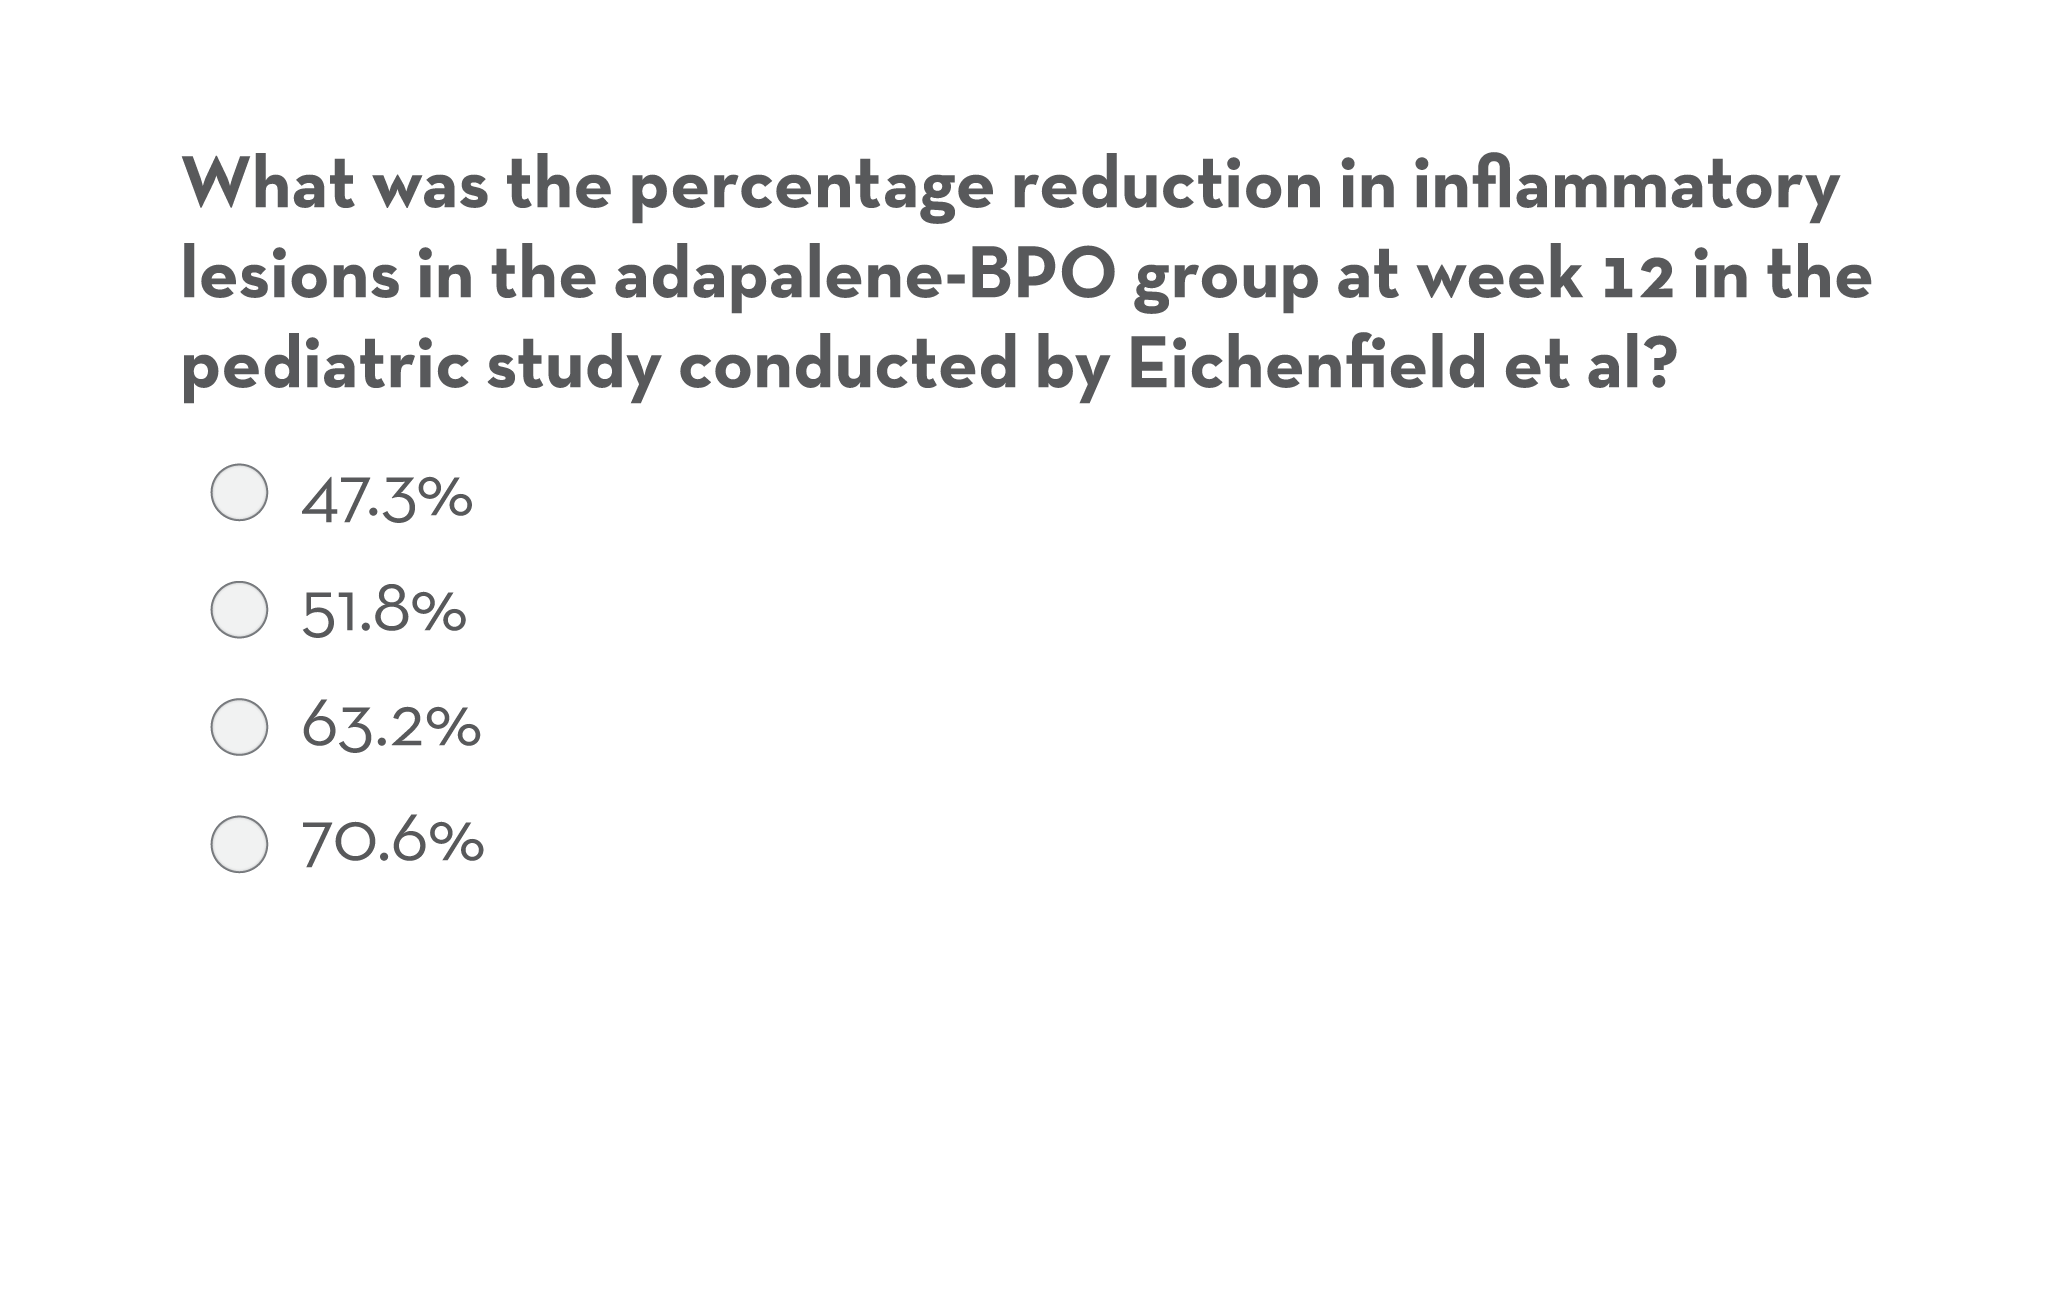 What was the percentage reduction in inflammatory
lesions in the adapalene-BPO group at week 12 in the
pediatric study conducted by Eichenfield et al?
47.3%
51.8%
63.2%
70.6%